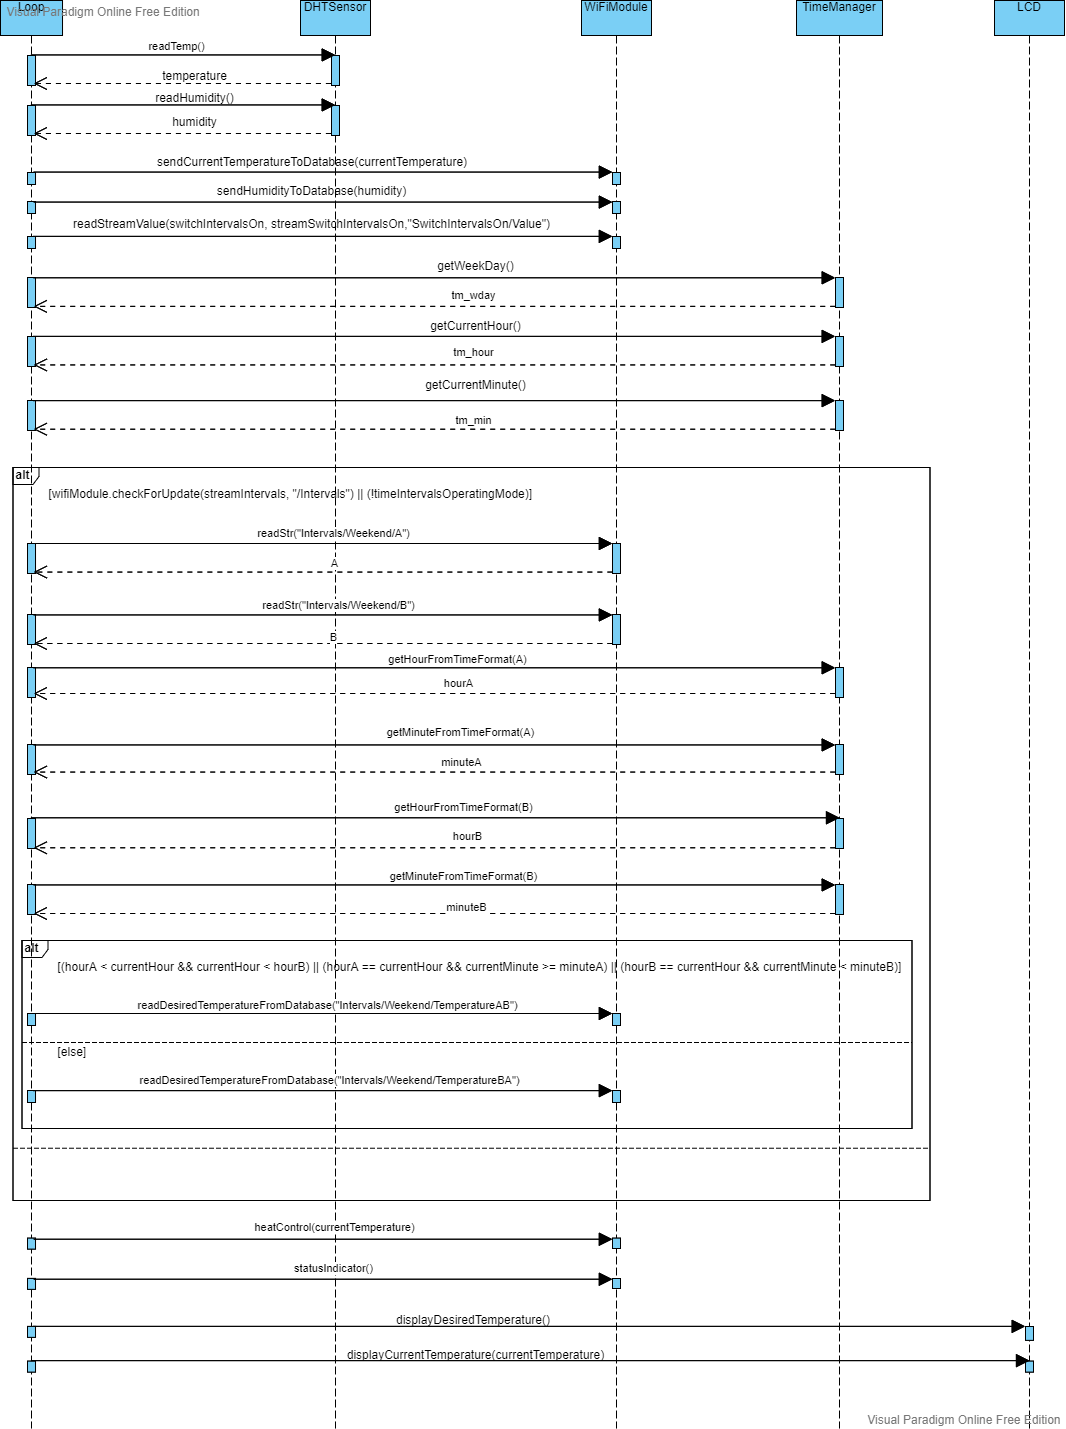 Visual Paradigm Online Free Edition
Loop
DHTSensor
WiFiModule
TimeManager
LCD
readTemp()
temperature
readHumidity()
humidity
sendCurrentTemperatureToDatabase(currentTemperature)
sendHumidityToDatabase(humidity)
readStreamValue(switchIntervalsOn, streamSwitchIntervalsOn,"SwitchIntervalsOn/Value")
getWeekDay()
tm_wday
getCurrentHour()
tm_hour
getCurrentMinute()
tm_min
alt
[wifiModule.checkForUpdate(streamIntervals, "/Intervals") || (!timeIntervalsOperatingMode)]
readStr("Intervals/Weekend/A")
A
readStr("Intervals/Weekend/B")
B
getHourFromTimeFormat(A)
hourA
getMinuteFromTimeFormat(A)
minuteA
getHourFromTimeFormat(B)
hourB
getMinuteFromTimeFormat(B)
minuteB
alt
[(hourA < currentHour && currentHour < hourB) || (hourA == currentHour && currentMinute >= minuteA) || (hourB == currentHour && currentMinute < minuteB)]
readDesiredTemperatureFromDatabase("Intervals/Weekend/TemperatureAB")
[else]
readDesiredTemperatureFromDatabase("Intervals/Weekend/TemperatureBA")
heatControl(currentTemperature)
statusIndicator()
displayDesiredTemperature()
displayCurrentTemperature(currentTemperature)
Visual Paradigm Online Free Edition